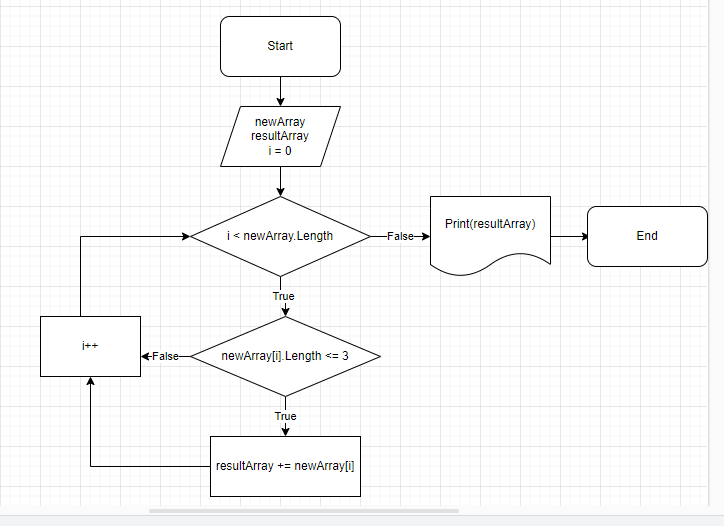 Start
newArray
resultArray
i = 0
i < newArray.Length
False
Print(resultArray)
End
True
i++
False
newArray[i].Length <= 3
True
resultArray += newArray[i]